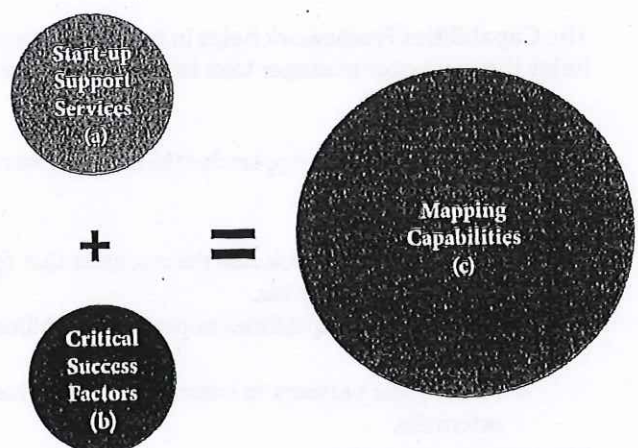 Start-up
Support
Services
(a)
+
=
Critical
Success
Factors
(b)
Mapping
Capabilities
(c)